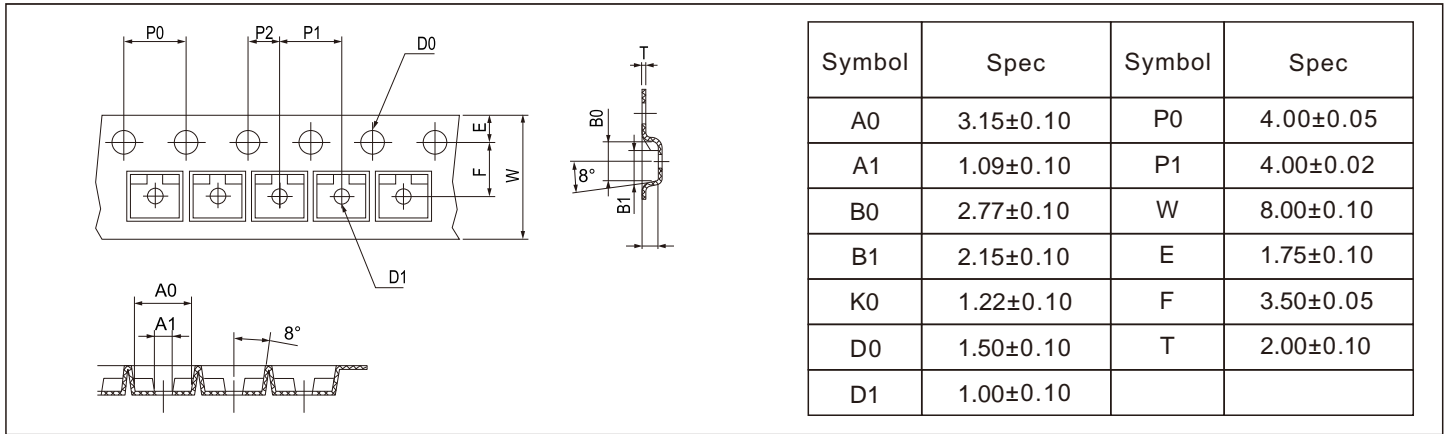 P0 P2 P1 D0
T
E
F
W
B0
8°
B1
D1
A0
A1
8°
Symbol Spec Symbol Spec
A0 3.15±0.10 P0 4.00±0.05
A1 1.09±0.10 P1 4.00±0.02
B0 2.77±0.10 W 8.00±0.10
B1 2.15±0.10 E 1.75±0.10
K0 1.22±0.10 F 3.50±0.05
D0 1.50±0.10 T 2.00±0.10
D1 1.00±0.10